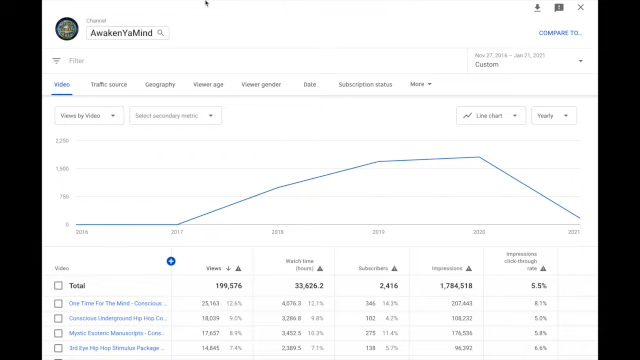 Channel
AwakenYaMind
COMPARE TO...
Filter
Nov 27, 2016 – Jan 21, 2021
Custom
Video Traffic source Geography Viewer age Viewer gender Date Subscription status More
Views by Video Select secondary metric Line chart Yearly
2,250
1,500
750
0
2016 2017 2018 2019 2020 2021
Video Views Watch time (hours) Subscribers Impressions Impressions click-through rate
Total 199,576 33,626.2 2,416 1,784,518 5.5%
One Time For The Mind - Conscious ... 25,163 12.6% 4,076.3 12.1% 346 14.3% 207,443 8.1%
Conscious Underground Hip Hop Co... 18,039 9.0% 3,286.8 9.8% 102 4.2% 108,232 5.0%
Mystic Esoteric Manuscripts - Cons... 17,657 8.9% 3,452.5 10.3% 275 11.4% 176,536 5.8%
3rd Eye Hip Hop Stimulus Package ... 14,845 7.4% 2,389.5 7.1% 138 5.7% 96,392 6.6%